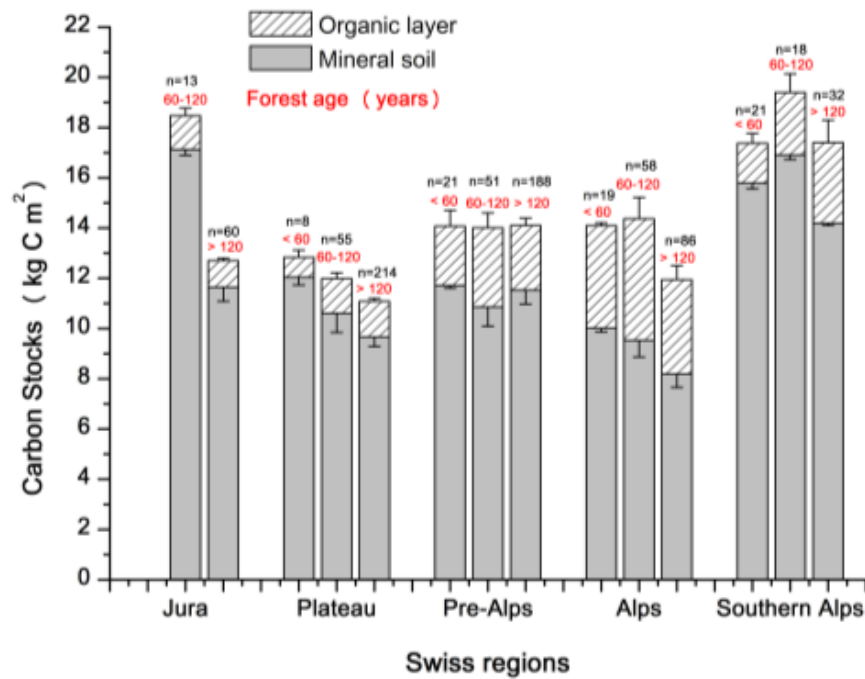 22
20
18
16
14
12
10
8
6
4
2
0
Carbon Stocks ( kg C m²)
Organic layer
Mineral soil
Forest age ( years)
n=13
60-120
n=60
> 120
n=8
< 60
n=55
60-120
n=214
> 120
n=21
< 60
n=51
60-120
n=188
> 120
n=19
< 60
n=58
60-120
n=86
> 120
n=21
< 60
n=18
60-120
n=32
> 120
Jura
Plateau
Pre-Alps
Alps
Southern Alps
Swiss regions